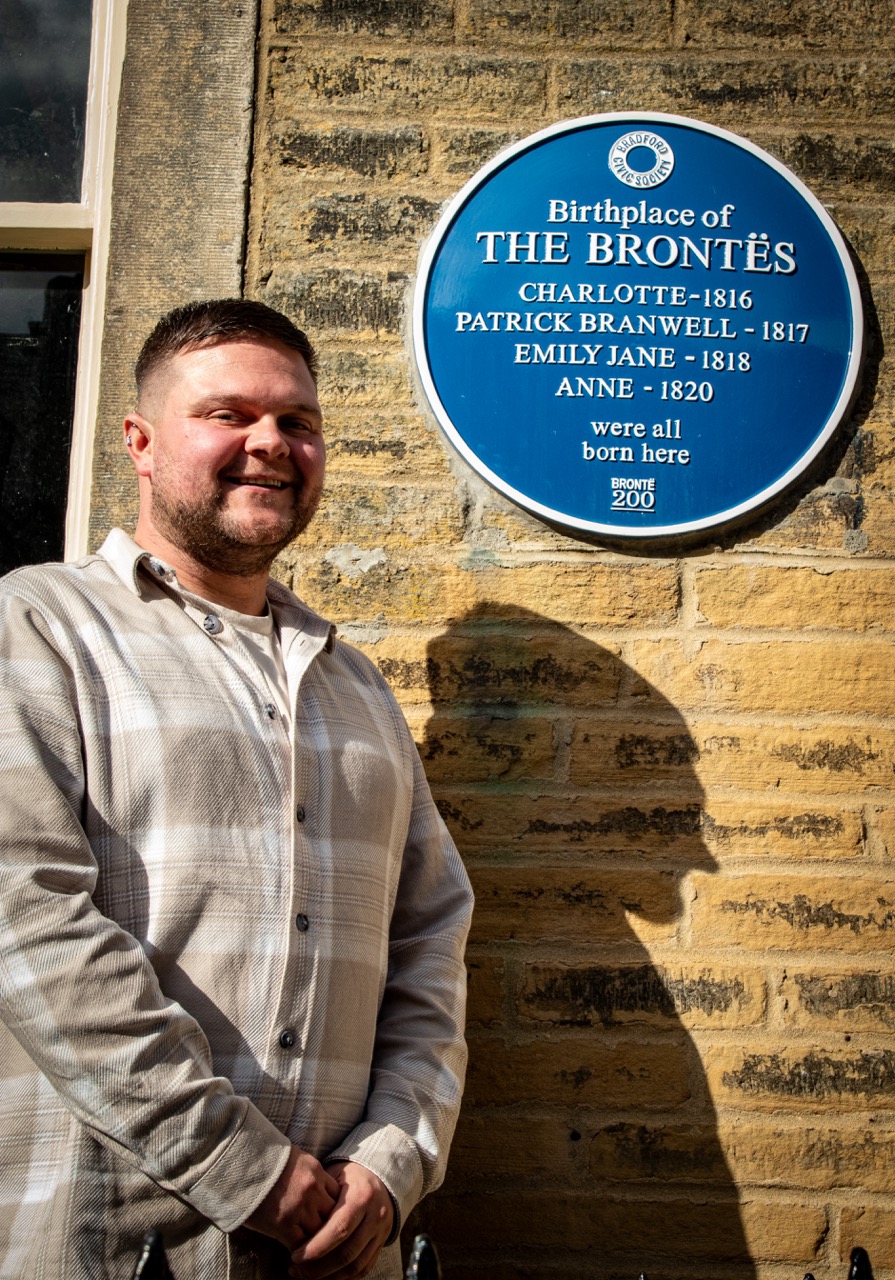 BRADFORD
CIVIC SOCIETY
Birthplace of
THE BRONTËS
CHARLOTTE-1816
PATRICK BRANWELL - 1817
EMILY JANE - 1818
ANNE - 1820
were all
born here
BRONTË
200